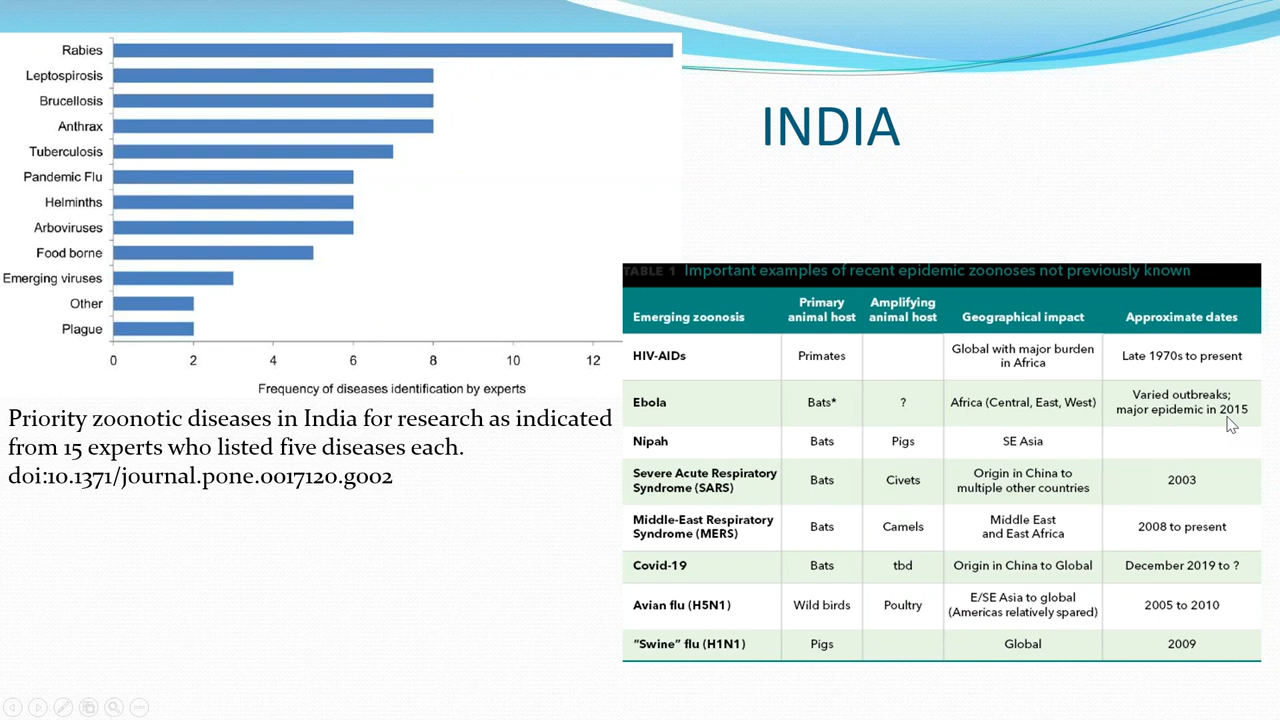 INDIA
Rabies
Leptospirosis
Brucellosis
Anthrax
Tuberculosis
Pandemic Flu
Helminths
Arboviruses
Food borne
Emerging viruses
Other
Plague
0 2 4 6 8 10 12
Frequency of diseases identification by experts
Priority zoonotic diseases in India for research as indicated
from 15 experts who listed five diseases each.
doi:10.1371/journal.pone.0017120.g002
TABLE 1 Important examples of recent epidemic zoonoses not previously known
Emerging zoonosis Primary animal host Amplifying animal host Geographical impact Approximate dates
HIV-AIDs Primates Global with major burden in Africa Late 1970s to present
Ebola Bats* ? Africa (Central, East, West) Varied outbreaks; major epidemic in 2015
Nipah Bats Pigs SE Asia
Severe Acute Respiratory Syndrome (SARS) Bats Civets Origin in China to multiple other countries 2003
Middle-East Respiratory Syndrome (MERS) Bats Camels Middle East and East Africa 2008 to present
Covid-19 Bats tbd Origin in China to Global December 2019 to ?
Avian flu (H5N1) Wild birds Poultry E/SE Asia to global (Americas relatively spared) 2005 to 2010
"Swine" flu (H1N1) Pigs Global 2009